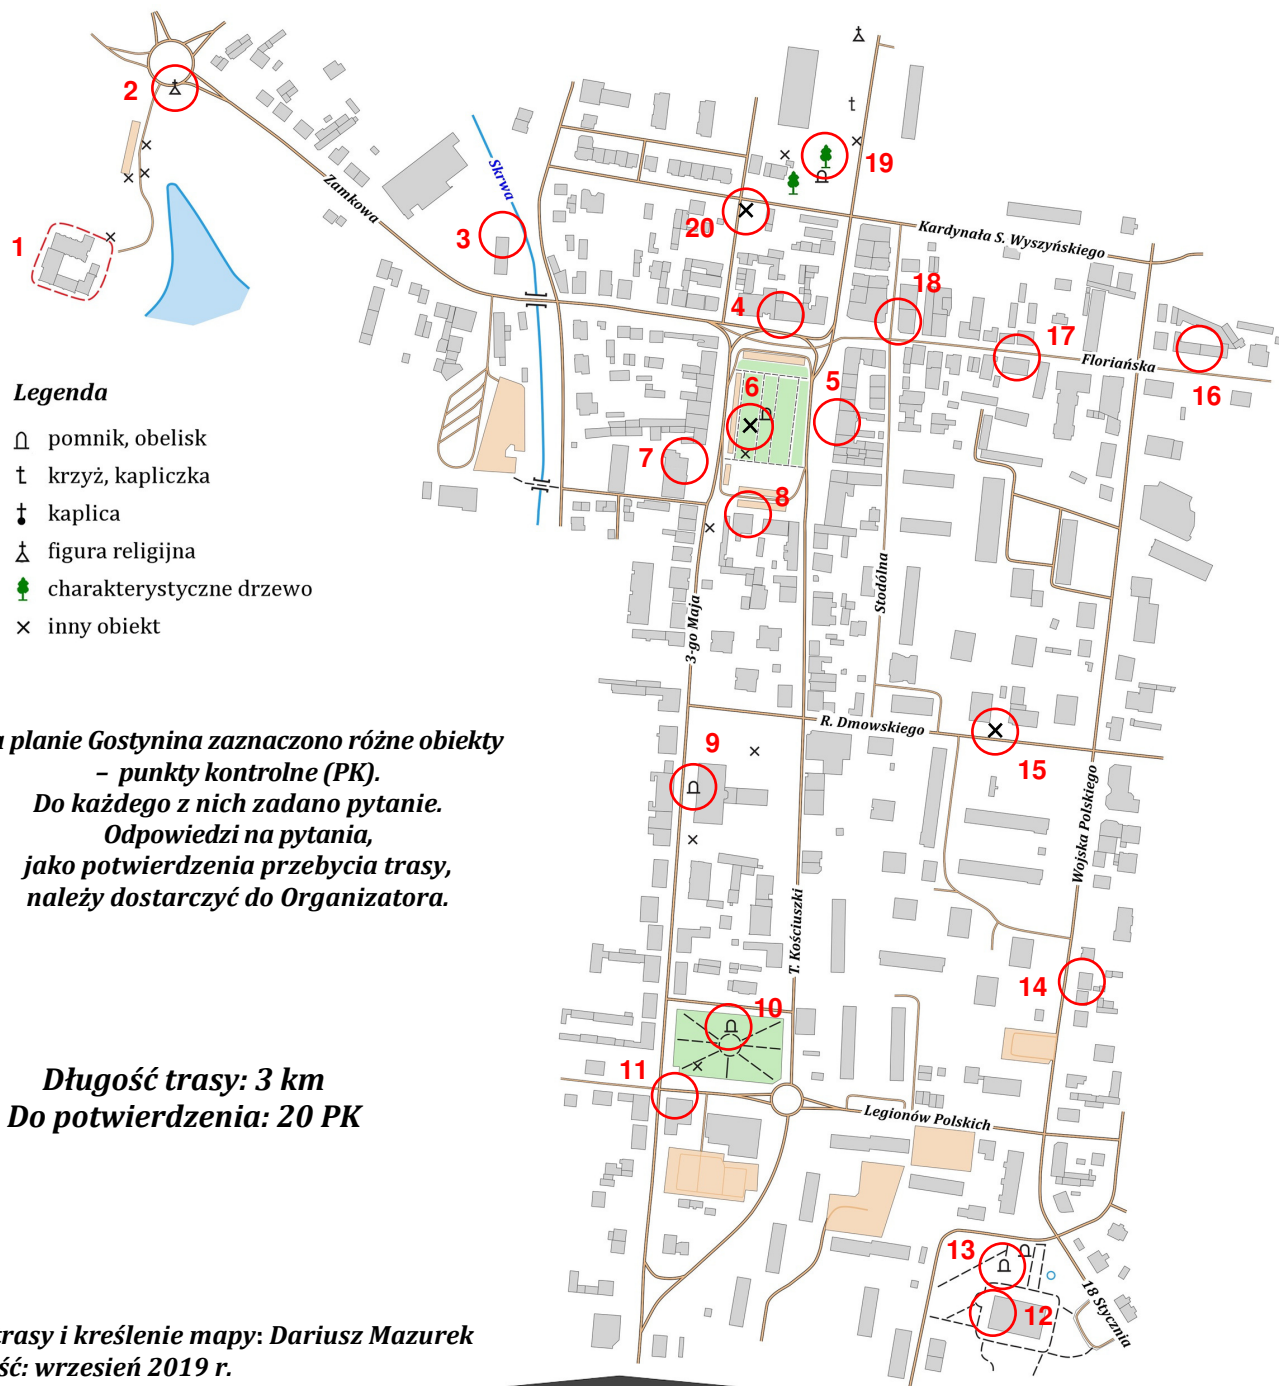 2
Skrwa
Zamkowa
19
1
3
20
Kardynała S. Wyszyńskiego
18
4
17
Floriańska
16
Legenda
pomnik, obelisk
krzyż, kapliczka
kaplica
figura religijna
charakterystyczne drzewo
inny obiekt
5
6
7
8
Stodólna
3-go Maja
planie Gostynina zaznaczono różne obiekty
– punkty kontrolne (PK).
Do każdego z nich zadano pytanie.
Odpowiedzi na pytania,
jako potwierdzenia przebycia trasy,
należy dostarczyć do Organizatora.
R. Dmowskiego
9
15
Wojska Polskiego
T. Kościuszki
14
10
11
Długość trasy: 3 km
Do potwierdzenia: 20 PK
Legionów Polskich
13
12
18 Stycznia
trasy i kreślenie mapy: Dariusz Mazurek
ść: wrzesień 2019 r.